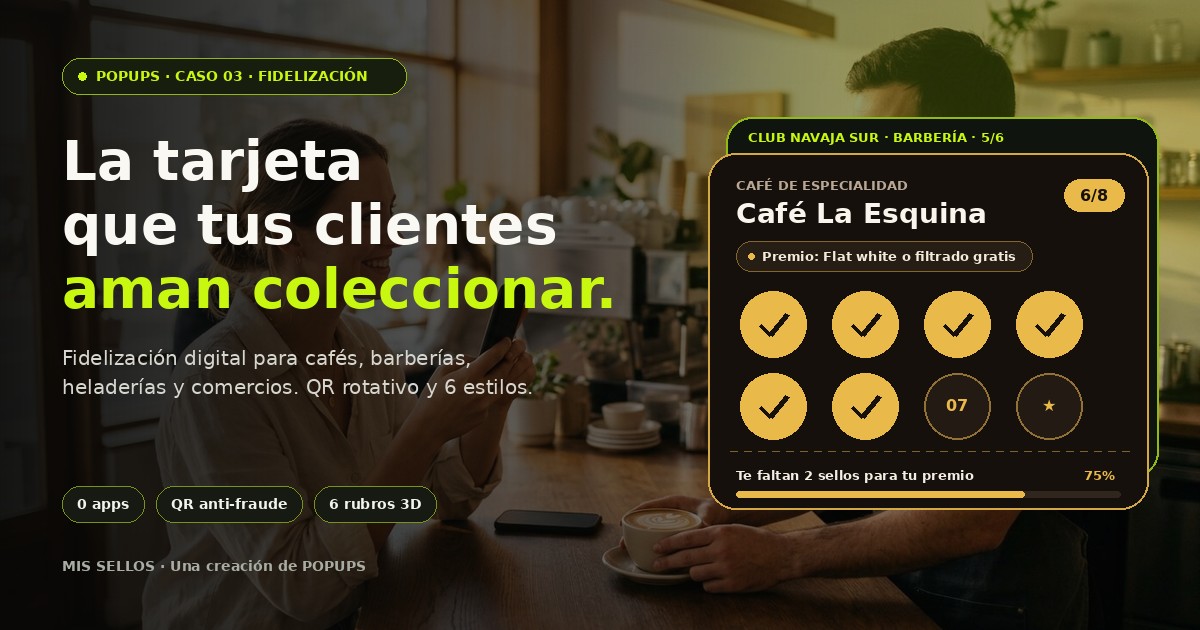 POPUPS · CASO 03 · FIDELIZACIÓN
La tarjeta
que tus clientes
aman coleccionar.
Fidelización digital para cafés, barberías,
heladerías y comercios. QR rotativo y 6 estilos.
0 apps
QR anti-fraude
6 rubros 3D
MIS SELLOS · Una creación de POPUPS
CLUB NAVAJA SUR · BARBERÍA · 5/6
CAFÉ DE ESPECIALIDAD
Café La Esquina
6/8
Premio: Flat white o filtrado gratis
07
Te faltan 2 sellos para tu premio
75%